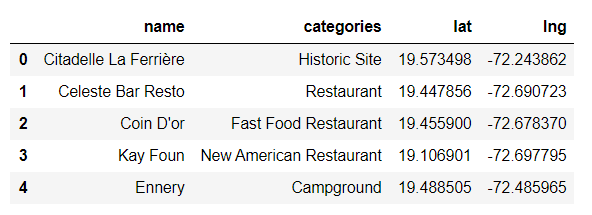 name categories lat lng
0 Citadelle La Ferrière Historic Site 19.573498 -72.243862
1 Celeste Bar Resto Restaurant 19.447856 -72.690723
2 Coin D'or Fast Food Restaurant 19.455900 -72.678370
3 Kay Foun New American Restaurant 19.106901 -72.697795
4 Ennery Campground 19.488505 -72.485965